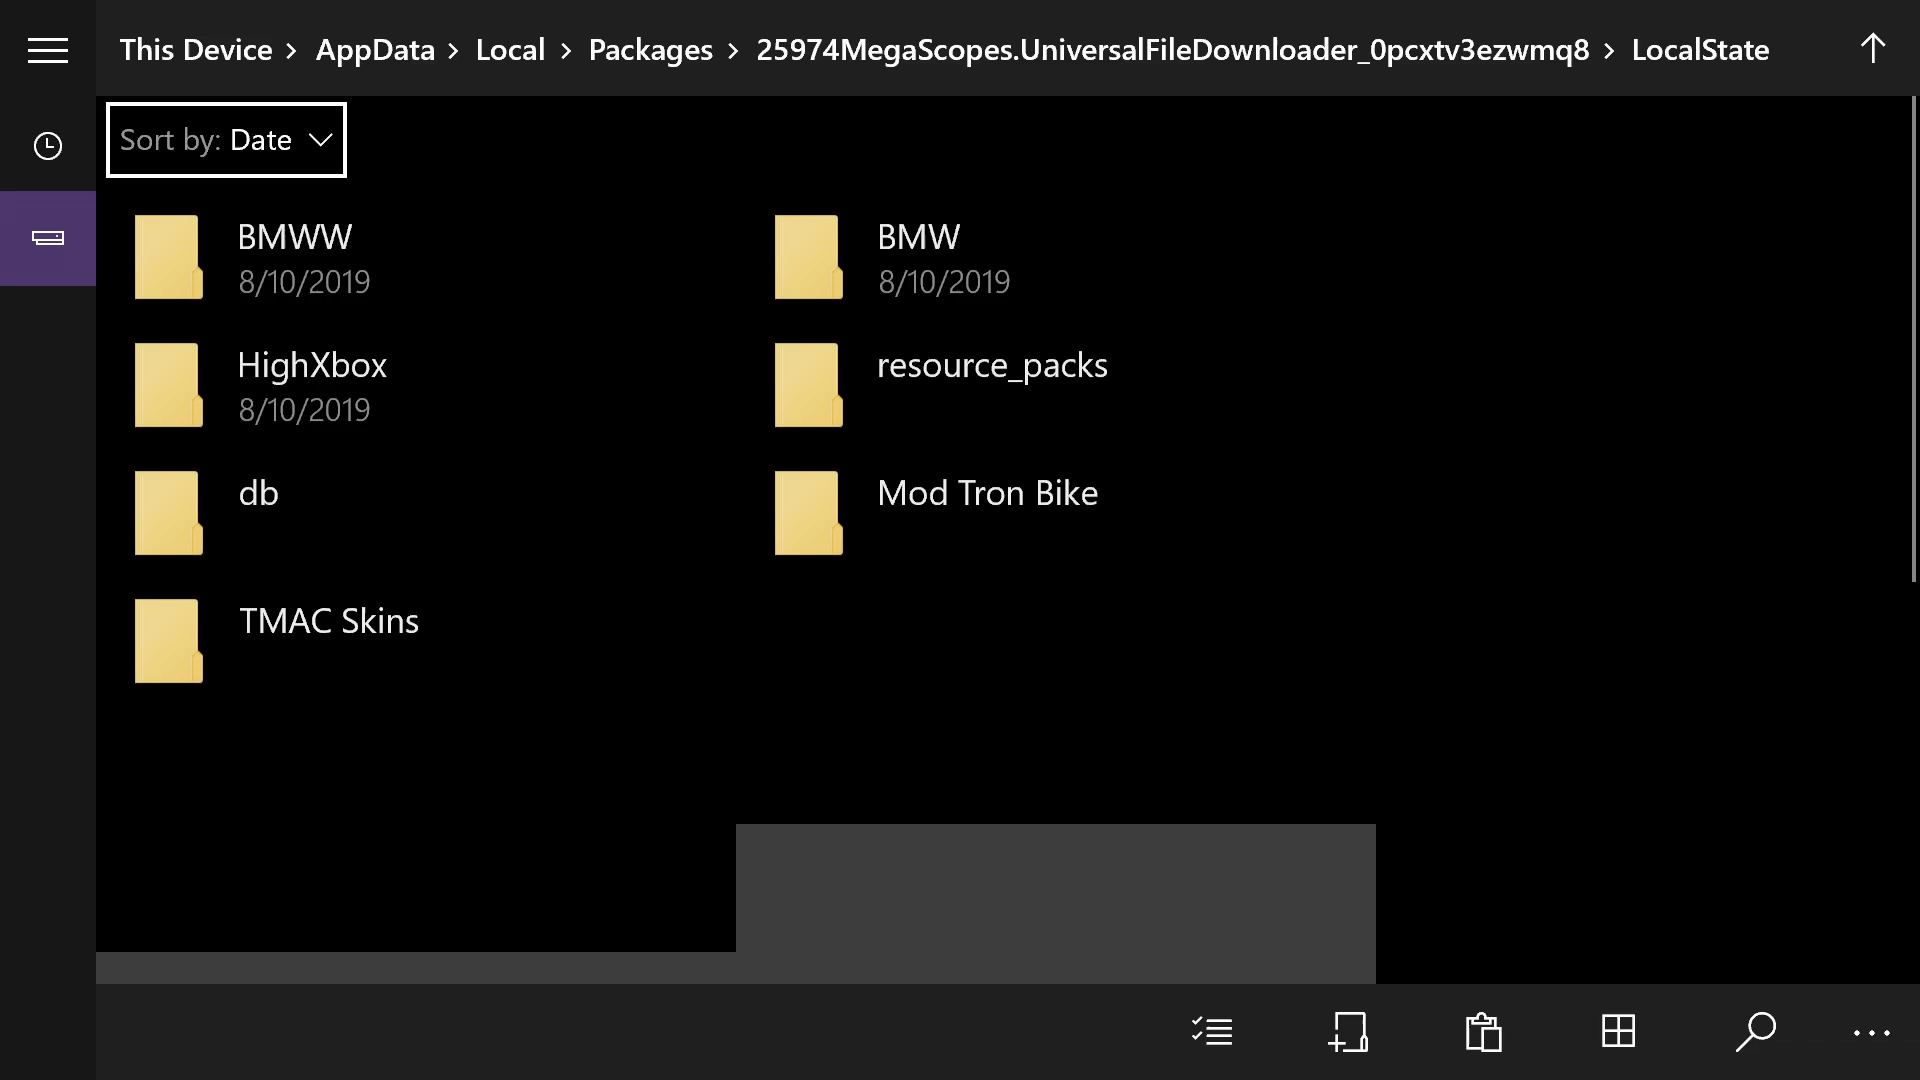 This Device > AppData > Local > Packages > 25974MegaScopes.UniversalFileDownloader_0pcxtv3ezwmq8 > LocalState
Sort by: Date
BMWW
8/10/2019
BMW
8/10/2019
HighXbox
8/10/2019
resource_packs
db
Mod Tron Bike
TMAC Skins